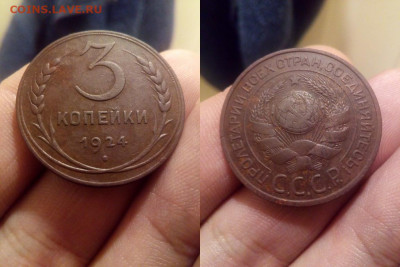 COINS.LAVE.RU
3
КОПЕЙКИ
1924
ПРОЛЕТАРИИ ВСЕХ СТРАН, СОЕДИНЯЙТЕСЬ!
С.С.С.Р.